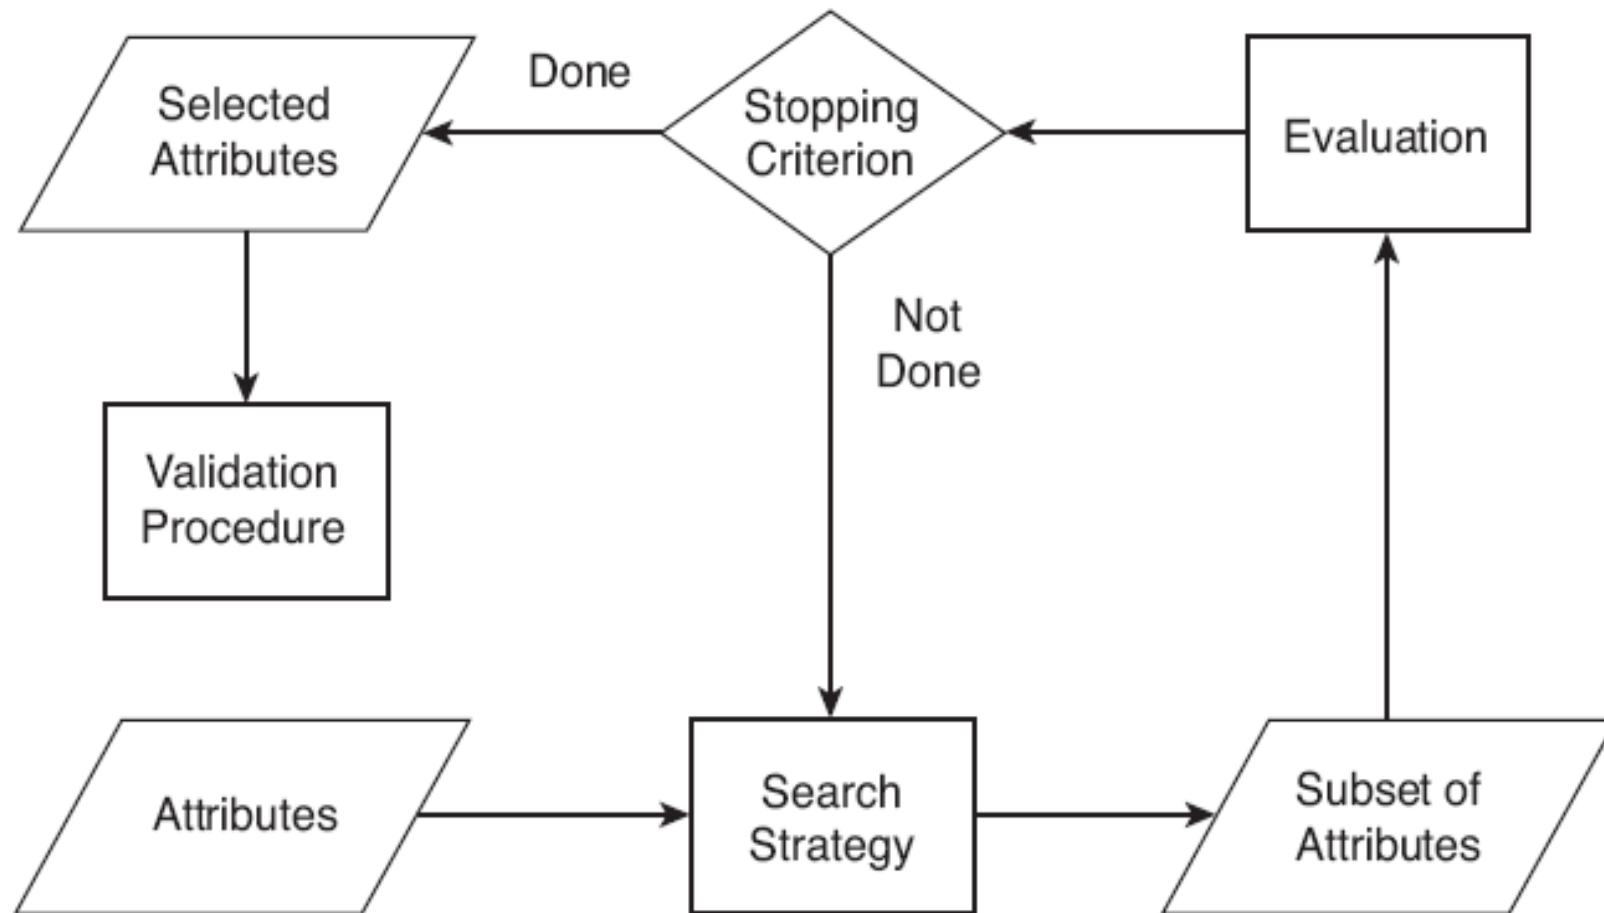 Selected
Attributes
Done
Stopping
Criterion
Evaluation
Not
Done
Validation
Procedure
Attributes
Search
Strategy
Subset of
Attributes